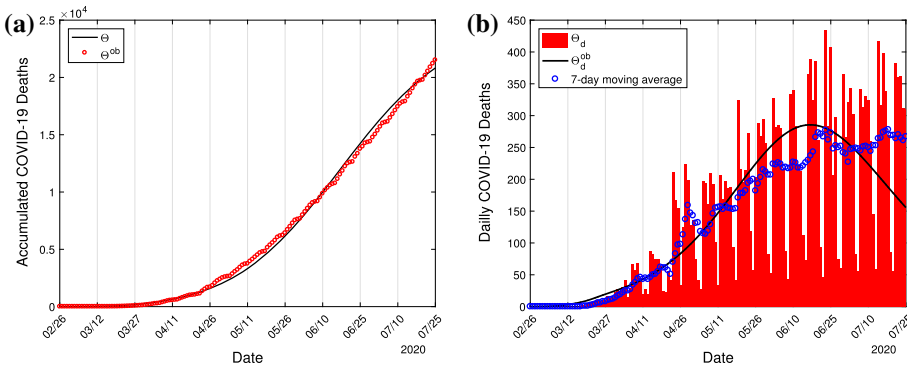 (a)
2.5 ×10^4
2
1.5
1
0.5
0
Accumulated COVID-19 Deaths
Θ
Θ^ob
02/26 03/12 03/27 04/11 04/26 05/11 05/26 06/10 06/25 07/10 07/25
2020
Date
(b)
450
400
350
300
250
200
150
100
50
0
Dailly COVID-19 Deaths
Θ_d
Θ_d^ob
7-day moving average
02/26 03/12 03/27 04/11 04/26 05/11 05/26 06/10 06/25 07/10 07/25
2020
Date